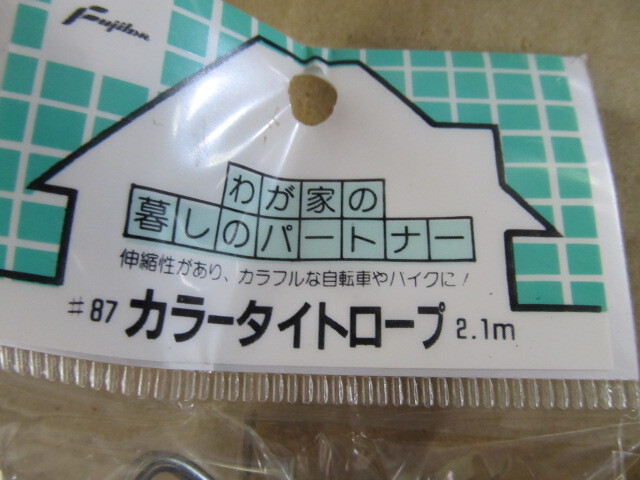 Fujilon
わが家の
暮しのパートナー
伸縮性があり、カラフルな自転車やハイクに!
#87 カラータイトロープ 2.1m